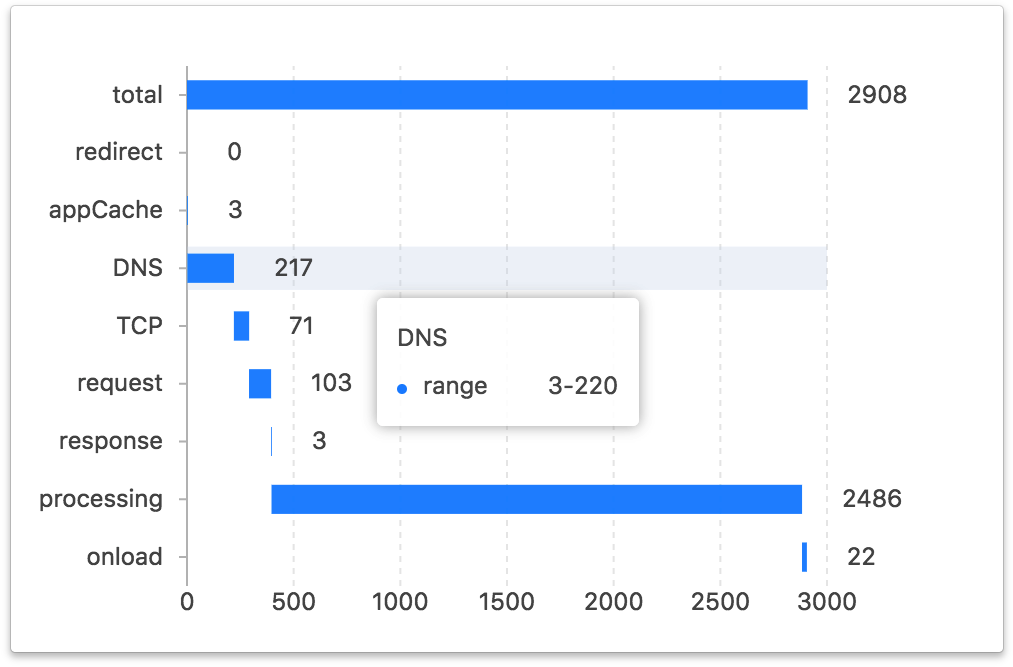 total 2908
redirect 0
appCache 3
DNS 217
TCP 71
DNS
request 103
range 3-220
response 3
processing 2486
onload 22
0 500 1000 1500 2000 2500 3000